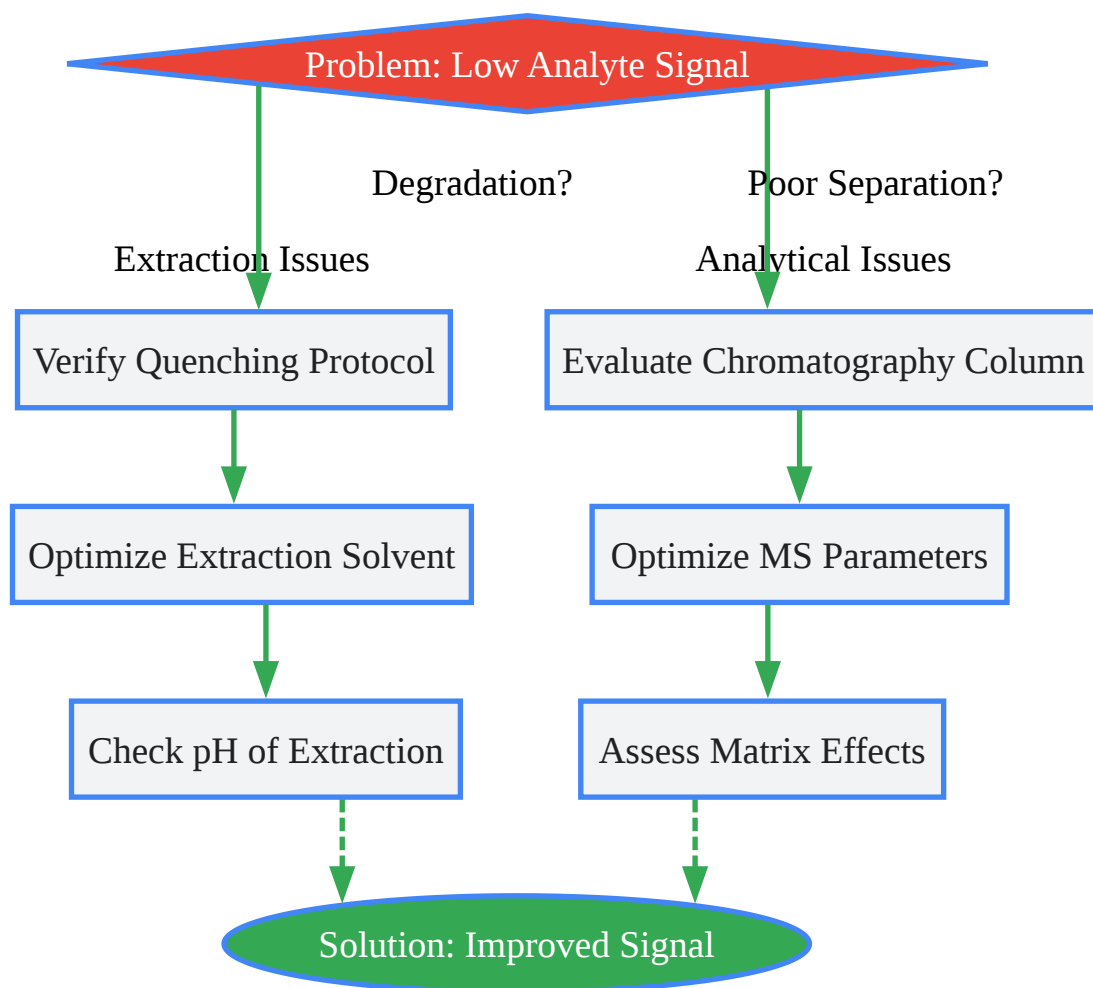 Problem: Low Analyte Signal
Degradation?
Poor Separation?
Extraction Issues
Analytical Issues
Verify Quenching Protocol
Evaluate Chromatography Column
Optimize Extraction Solvent
Optimize MS Parameters
Check pH of Extraction
Assess Matrix Effects
Solution: Improved Signal